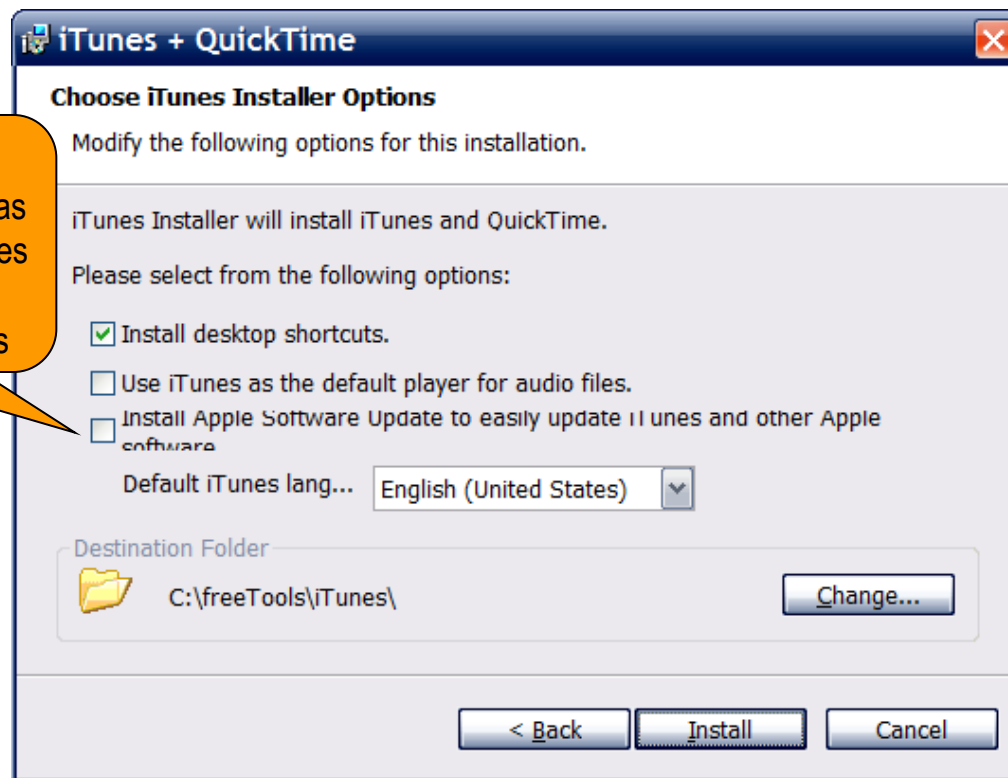 iTunes + QuickTime
Choose iTunes Installer Options
Modify the following options for this installation.
iTunes Installer will install iTunes and QuickTime.
Please select from the following options:
Install desktop shortcuts.
Use iTunes as the default player for audio files.
Install Apple Software Update to easily update iTunes and other Apple
software
Default iTunes lang...
English (United States)
Destination Folder
C:\freeTools\iTunes\
Change...
< Back
Install
Cancel